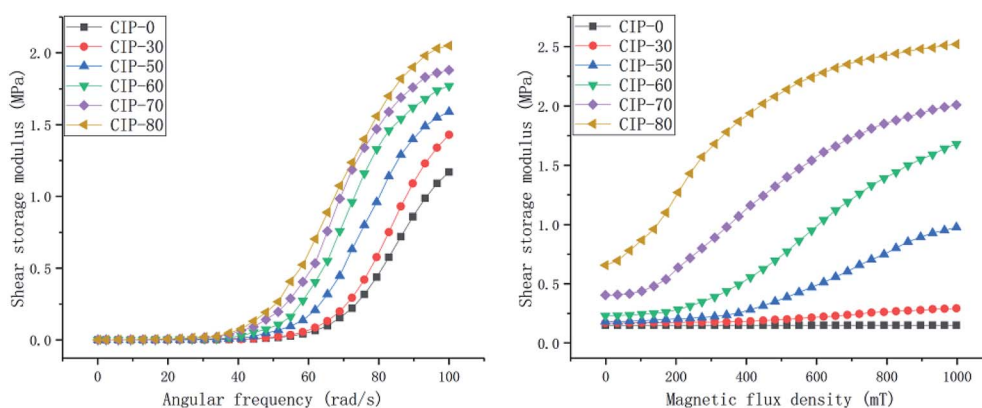 CIP-0
CIP-30
CIP-50
CIP-60
CIP-70
CIP-80
Shear storage modulus (MPa)
2.0
1.5
1.0
0.5
0.0
0 20 40 60 80 100
Angular frequency (rad/s)
CIP-0
CIP-30
CIP-50
CIP-60
CIP-70
CIP-80
Shear storage modulus (MPa)
2.5
2.0
1.5
1.0
0.5
0.0
0 200 400 600 800 1000
Magnetic flux density (mT)